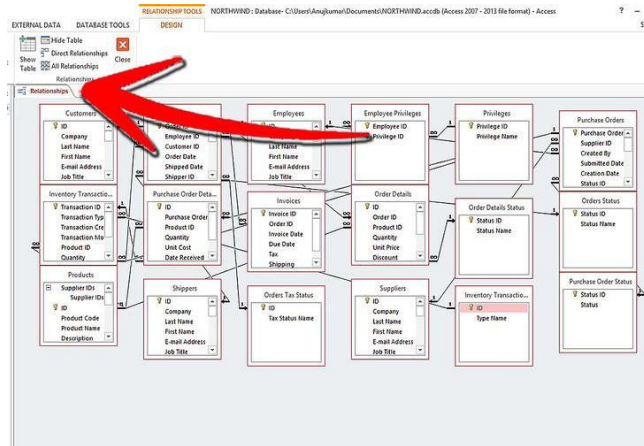 RELATIONSHIP TOOLS
NORTHWIND : Database- C:\Users\Anujkumar\Documents\NORTHWIND.accdb (Access 2007 - 2013 file format) - Access
? –
EXTERNAL DATA
DATABASE TOOLS
DESIGN
Show Table
Hide Table
Direct Relationships
All Relationships
Close
Relationships
Relationships
Customers
ID
Company
Last Name
First Name
E-mail Address
Job Title
Employee ID
Customer ID
Order Date
Shipped Date
Shipper ID
Employees
Last Name
First Name
E-mail Address
Job Title
Employee Privileges
Employee ID
Privilege ID
Privileges
Privilege ID
Privilege Name
Purchase Orders
Purchase Order
Supplier ID
Created By
Submitted Date
Creation Date
Status ID
Inventory Transactio...
Transaction ID
Transaction Typ
Transaction Cre
Transaction Mo
Product ID
Quantity
Purchase Order Deta...
ID
Purchase Order
Product ID
Quantity
Unit Cost
Date Received
Invoices
Invoice ID
Order ID
Invoice Date
Due Date
Tax
Shipping
Order Details
ID
Order ID
Product ID
Quantity
Unit Price
Discount
Order Details Status
Status ID
Status Name
Orders Status
Status ID
Status Name
Products
Supplier IDs
Supplier IDs
ID
Product Code
Product Name
Description
Shippers
ID
Company
Last Name
First Name
E-mail Address
Job Title
Orders Tax Status
ID
Tax Status Name
Suppliers
ID
Company
Last Name
First Name
E-mail Address
Job Title
Inventory Transactio...
ID
Type Name
Purchase Order Status
Status ID
Status